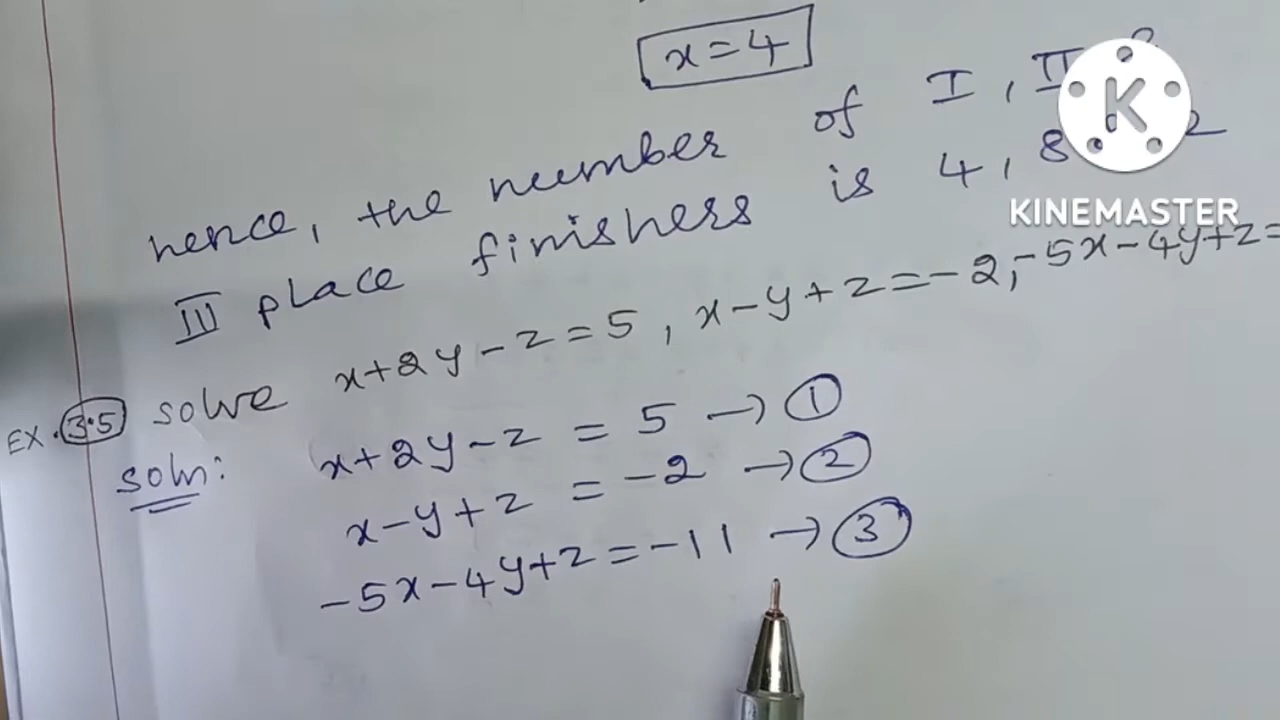 x=4
hence, the number of I, II &
III place finishers is 4, 8
K
KINEMASTER
EX. 3.5 solve x+2y-z=5, x-y+z=-2, -5x-4y+z=
soln: x+2y-z = 5 → ①
x-y+z = -2 → ②
-5x-4y+z=-11 → ③